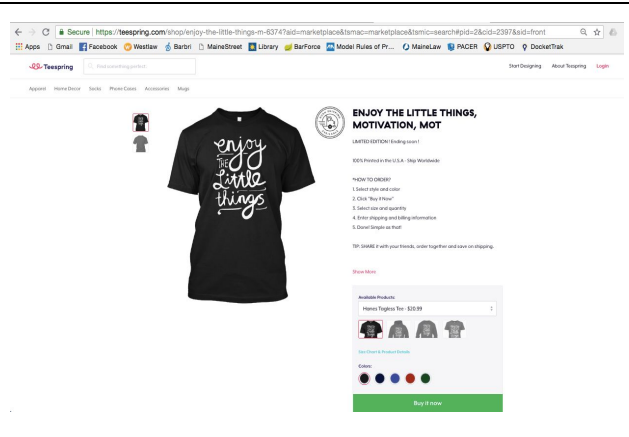 Secure | https://teespring.com/shop/enjoy-the-little-things-m-6374?aid=marketplace&tsmac=marketplace&tsmic=search#pid=2&cid=2397&sid=front
Apps Gmail Facebook Westlaw Barbri MaineStreet Library BarForce Model Rules of Pr... MaineLaw PACER USPTO DocketTrak
Teespring Find something perfect Start Designing About Teespring Login
Apparel Home Decor Socks Phone Cases Accessories Mugs
enjoy
THE
Little
things
ENJOY THE LITTLE THINGS,
MOTIVATION, MOT
LIMITED EDITION ! Ending soon !
100% Printed in the U.S.A - Ship Worldwide
*HOW TO ORDER?
1. Select style and color
2. Click "Buy it Now"
3. Select size and quantity
4. Enter shipping and billing information
5. Done! Simple as that!
TIP: SHARE it with your friends, order together and save on shipping.
Show More
Available Products:
Hanes Tagless Tee - $20.99
Size Chart & Product Details
Colors:
Buy it now